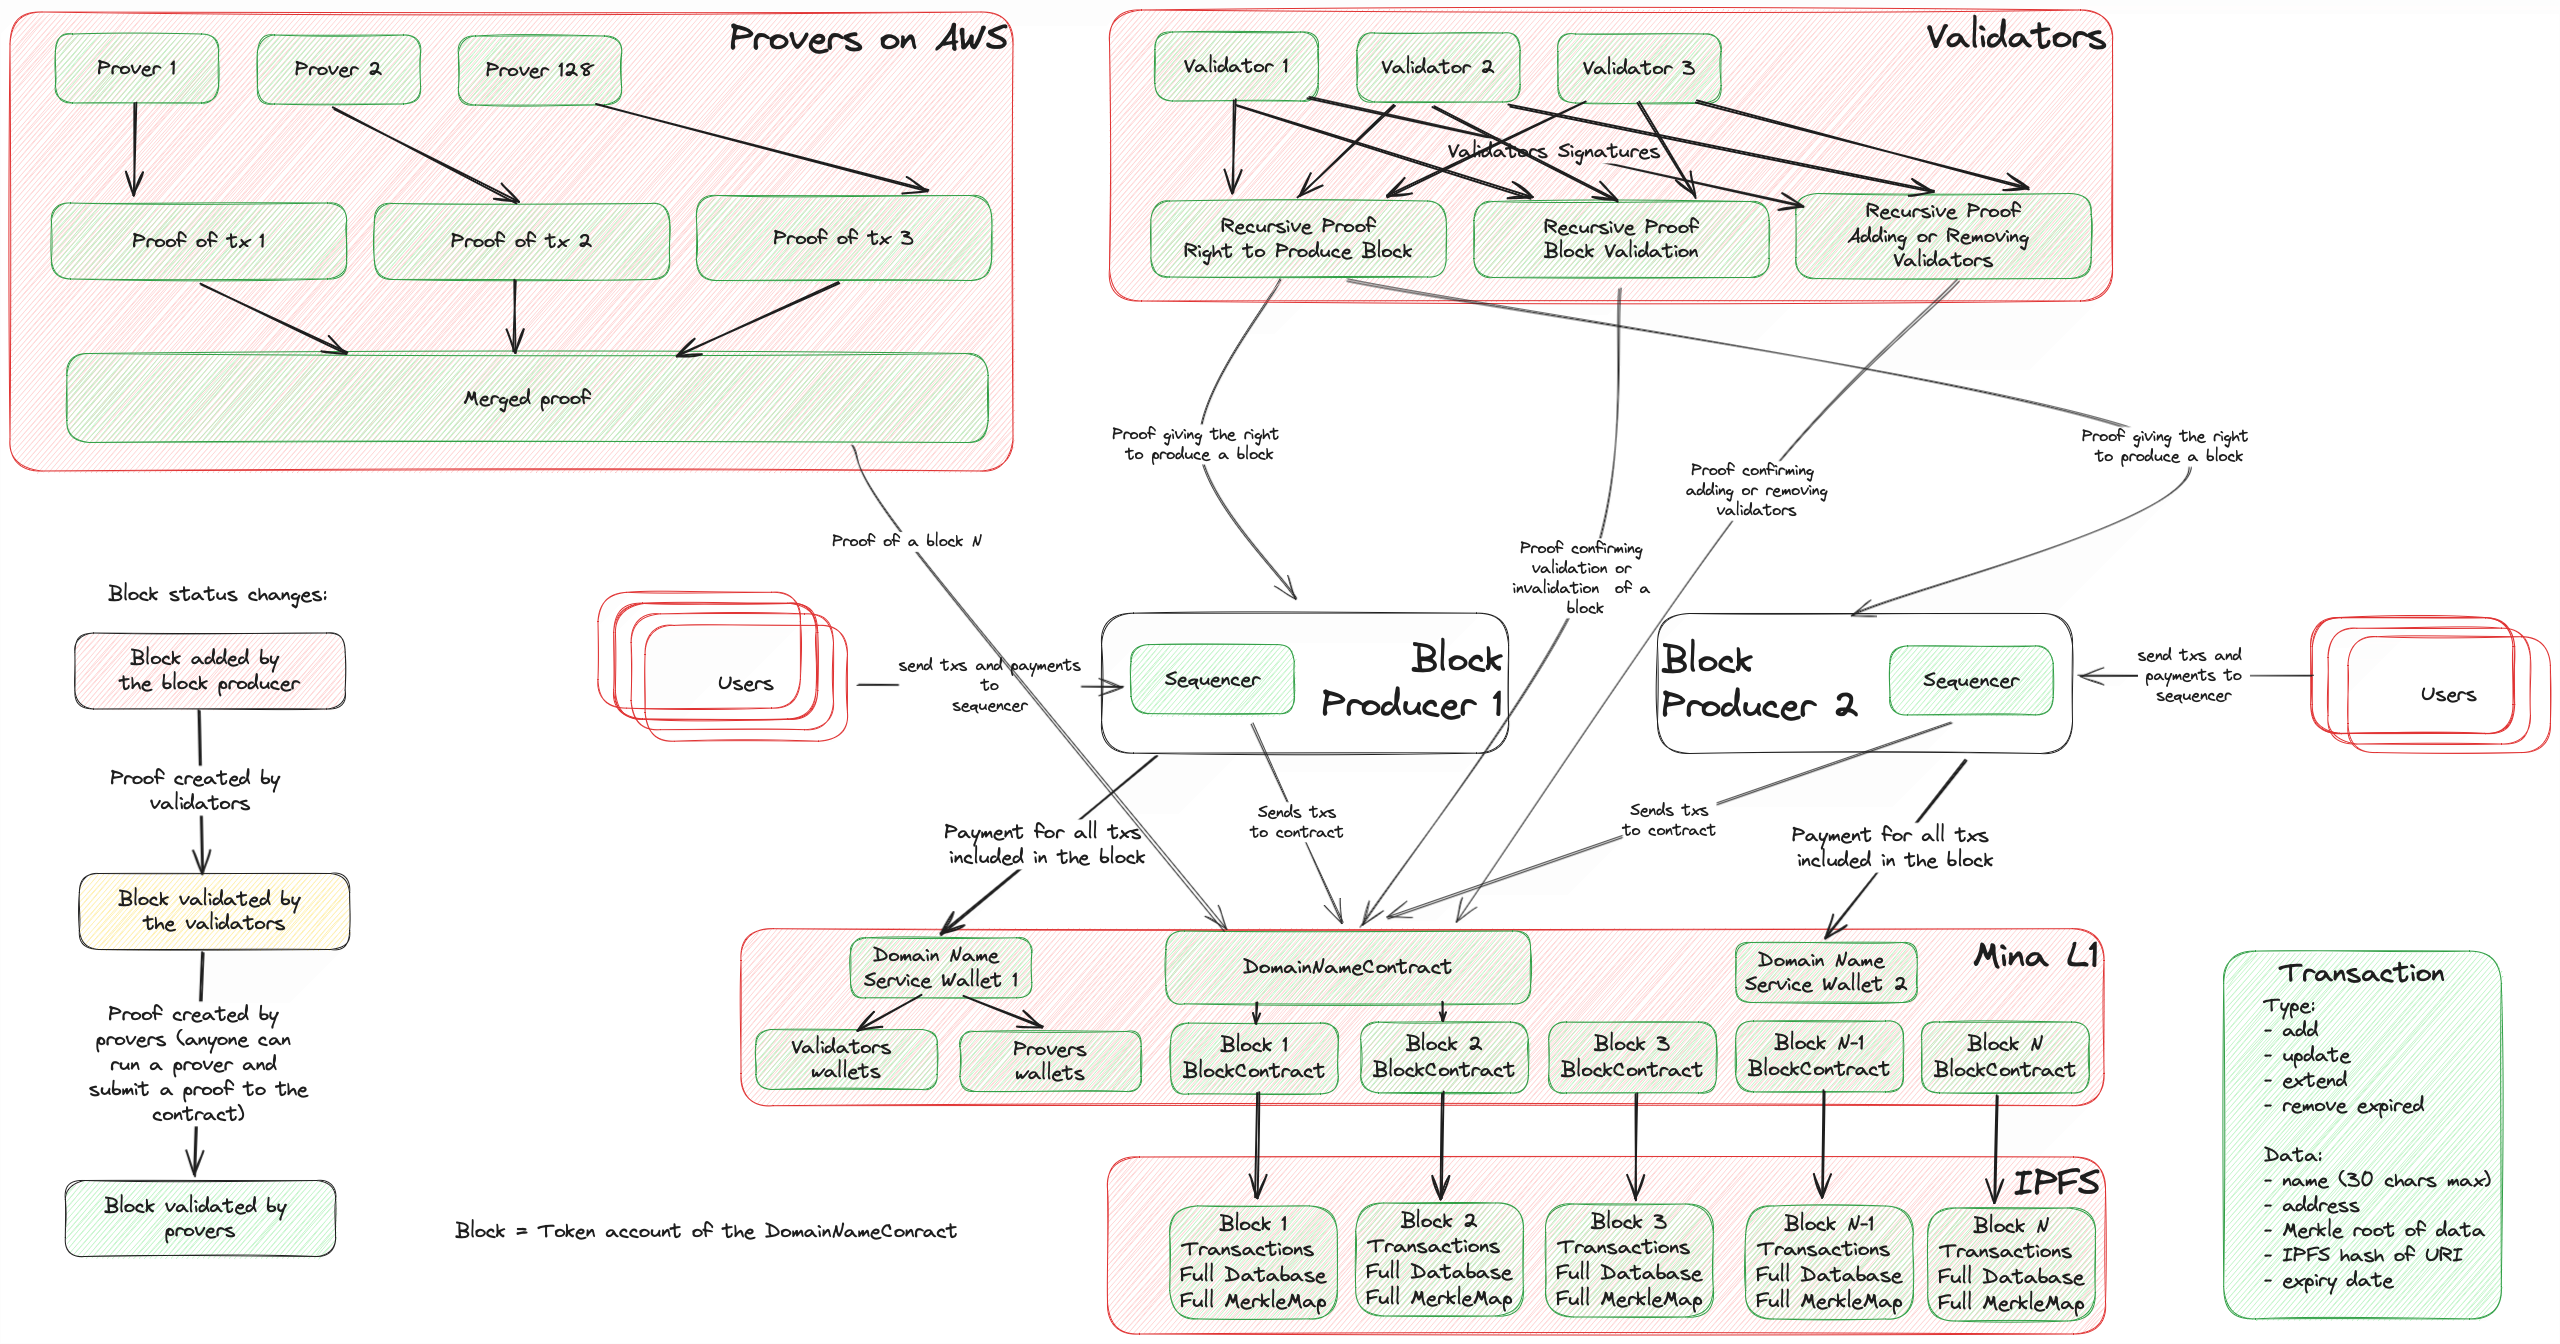 Provers on AWS
Prover 1
Prover 2
Prover 128
Proof of tx 1
Proof of tx 2
Proof of tx 3
Merged proof
Validators
Validator 1
Validator 2
Validator 3
Validators Signatures
Recursive Proof
Right to Produce Block
Recursive Proof
Block Validation
Recursive Proof
Adding or Removing
Validators
Proof giving the right
to produce a block
Proof giving the right
to produce a block
Proof confirming
adding or removing
validators
Proof of a block N
Proof confirming
validation or
invalidation of a
block
Block status changes:
Block added by
the block producer
Proof created by
validators
Block validated by
the validators
Proof created by
provers (anyone can
run a prover and
submit a proof to the
contract)
Block validated by
provers
Users
send txs and payments
to
sequencer
Sequencer
Block
Producer 1
Block
Producer 2
Sequencer
send txs and
payments to
sequencer
Users
Payment for all txs
included in the block
Sends txs
to contract
Sends txs
to contract
Payment for all txs
included in the block
Mina L1
Domain Name
Service Wallet 1
DomainNameContract
Domain Name
Service Wallet 2
Validators
wallets
Provers
wallets
Block 1
BlockContract
Block 2
BlockContract
Block 3
BlockContract
Block N-1
BlockContract
Block N
BlockContract
IPFS
Block 1
Transactions
Full Database
Full MerkleMap
Block 2
Transactions
Full Database
Full MerkleMap
Block 3
Transactions
Full Database
Full MerkleMap
Block N-1
Transactions
Full Database
Full MerkleMap
Block N
Transactions
Full Database
Full MerkleMap
Block = Token account of the DomainNameConract
Transaction
Type:
- add
- update
- extend
- remove expired
Data:
- name (30 chars max)
- address
- Merkle root of data
- IPFS hash of URI
- expiry date